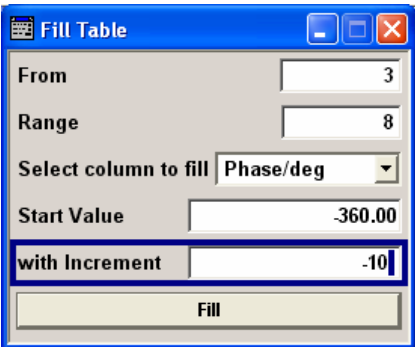 Fill Table
From 3
Range 8
Select column to fill Phase/deg
Start Value -360.00
with Increment -10
Fill